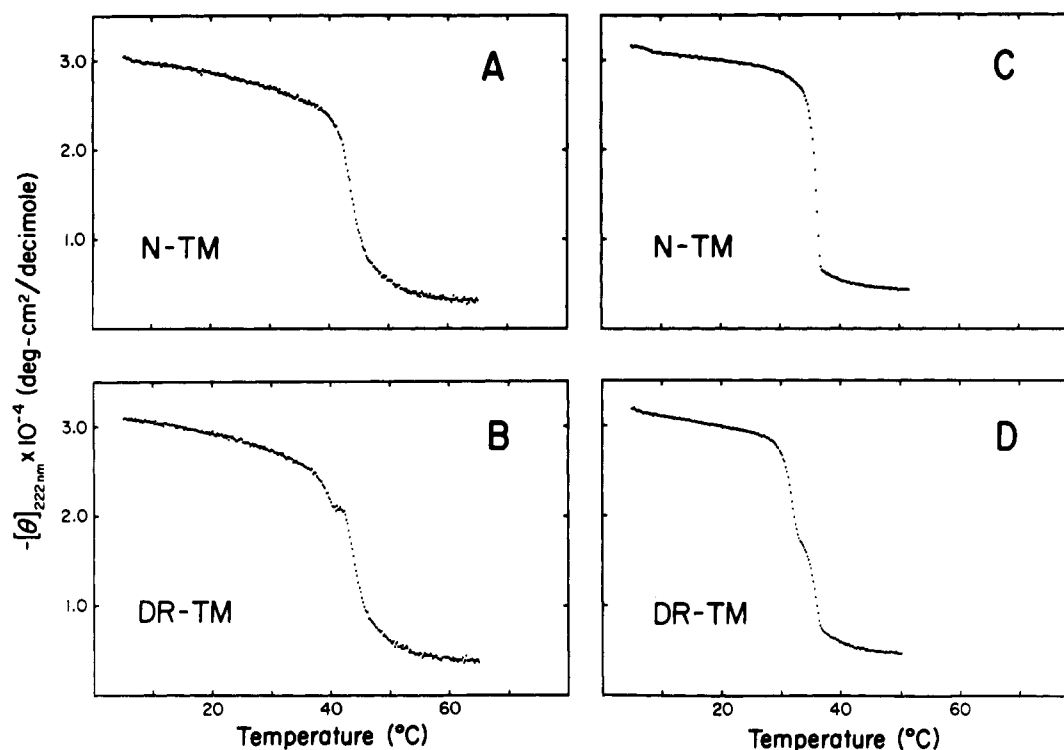 -[θ]222nm x 10⁻⁴ (deg-cm²/decimole)
3.0
2.0
1.0
A
N-TM
C
N-TM
3.0
2.0
1.0
B
DR-TM
20
40
60
Temperature (°C)
D
DR-TM
20
40
60
Temperature (°C)